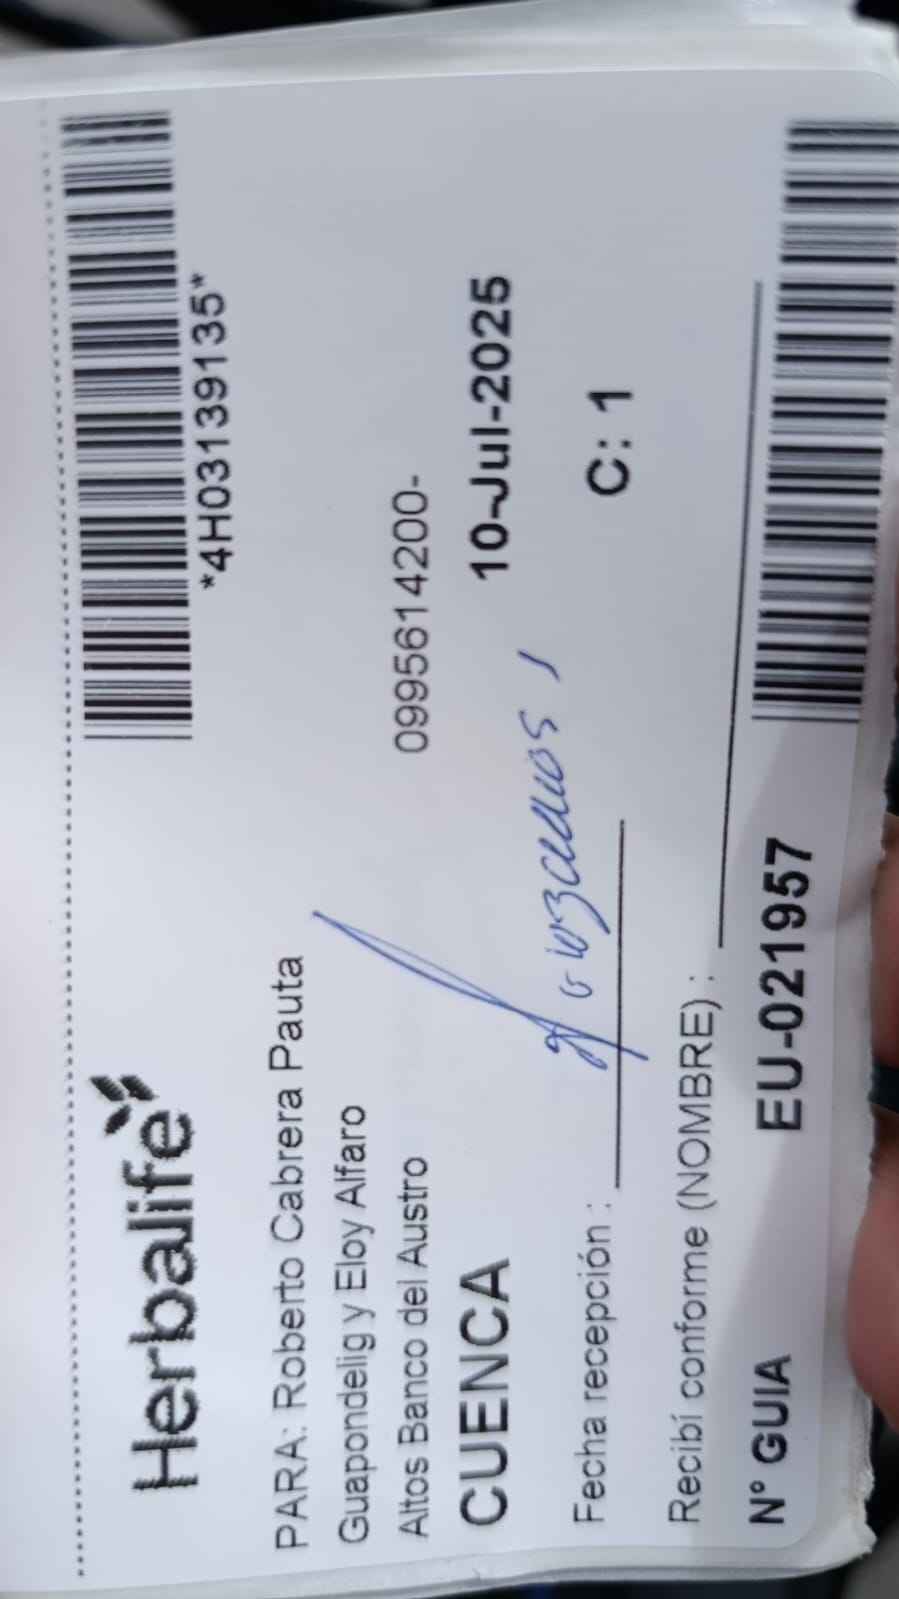 Herbalife
*4H03139135*
PARA: Roberto Cabrera Pauta
Guapondelig y Eloy Alfaro
Altos Banco del Austro
0995614200-
CUENCA
10-Jul-2025
Fecha recepción :
C: 1
Recibí conforme (NOMBRE) :
N° GUIA EU-021957